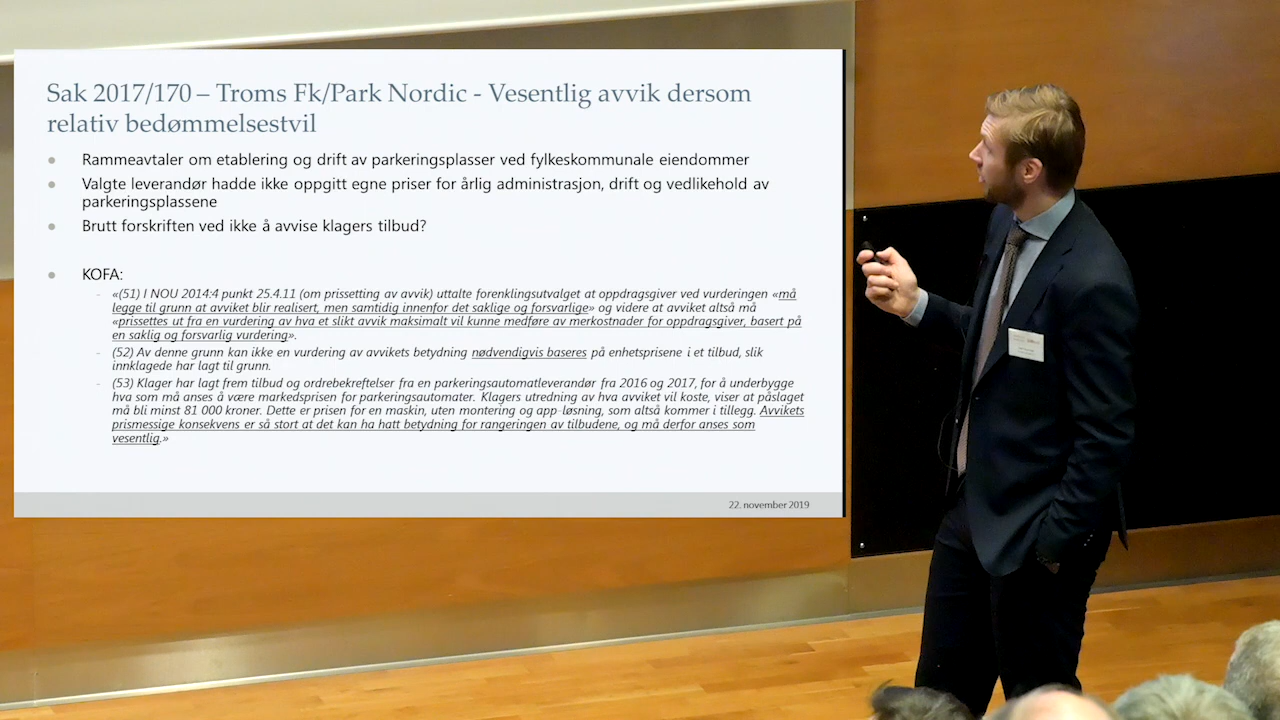 Sak 2017/170 – Troms Fk/Park Nordic - Vesentlig avvik dersom
relativ bedømmelsestvil
Rammeavtaler om etablering og drift av parkeringsplasser ved fylkeskommunale eiendommer
Valgte leverandør hadde ikke oppgitt egne priser for årlig administrasjon, drift og vedlikehold av
parkeringsplassene
Brutt forskriften ved ikke å avvise klagers tilbud?
KOFA:
- «(51) I NOU 2014:4 punkt 25.4.11 (om prissetting av avvik) uttalte forenklingsutvalget at oppdragsgiver ved vurderingen «må
legge til grunn at avviket blir realisert, men samtidig innenfor det saklige og forsvarlige» og videre at avviket altså må
«prissettes ut fra en vurdering av hva et slikt avvik maksimalt vil kunne medføre av merkostnader for oppdragsgiver, basert på
en saklig og forsvarlig vurdering».
- (52) Av denne grunn kan ikke en vurdering av avvikets betydning nødvendigvis baseres på enhetsprisene i et tilbud, slik
innklagede har lagt til grunn.
- (53) Klager har lagt frem tilbud og ordrebekreftelser fra en parkeringsautomatleverandør fra 2016 og 2017, for å underbygge
hva som må anses å være markedsprisen for parkeringsautomater. Klagers utredning av hva avviket vil koste, viser at påslaget
må bli minst 81 000 kroner. Dette er prisen for en maskin, uten montering og app-løsning, som altså kommer i tillegg. Avvikets
prismessige konsekvens er så stort at det kan ha hatt betydning for rangeringen av tilbudene, og må derfor anses som
vesentlig.»
22. november 2019